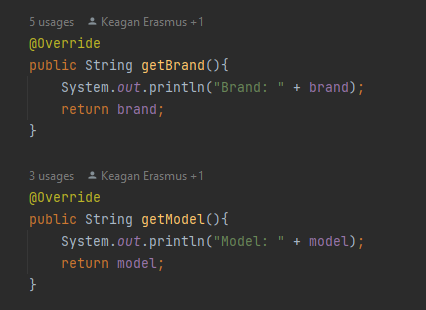 5 usages Keagan Erasmus +1
@Override
public String getBrand(){
System.out.println("Brand: " + brand);
return brand;
}
3 usages Keagan Erasmus +1
@Override
public String getModel(){
System.out.println("Model: " + model);
return model;
}